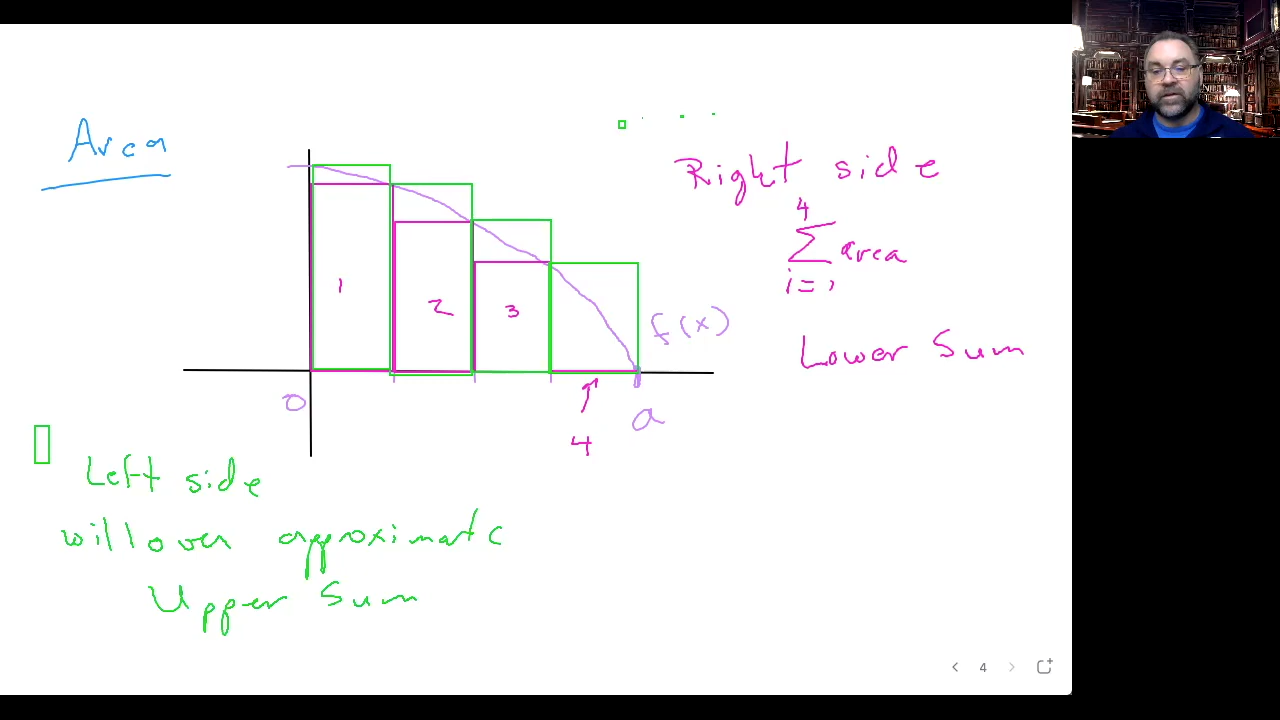 Area
Right side
4
∑ area
i=1
1
2
3
f(x)
Lower Sum
0
a
4
Left side
will over approximate
Upper Sum
4